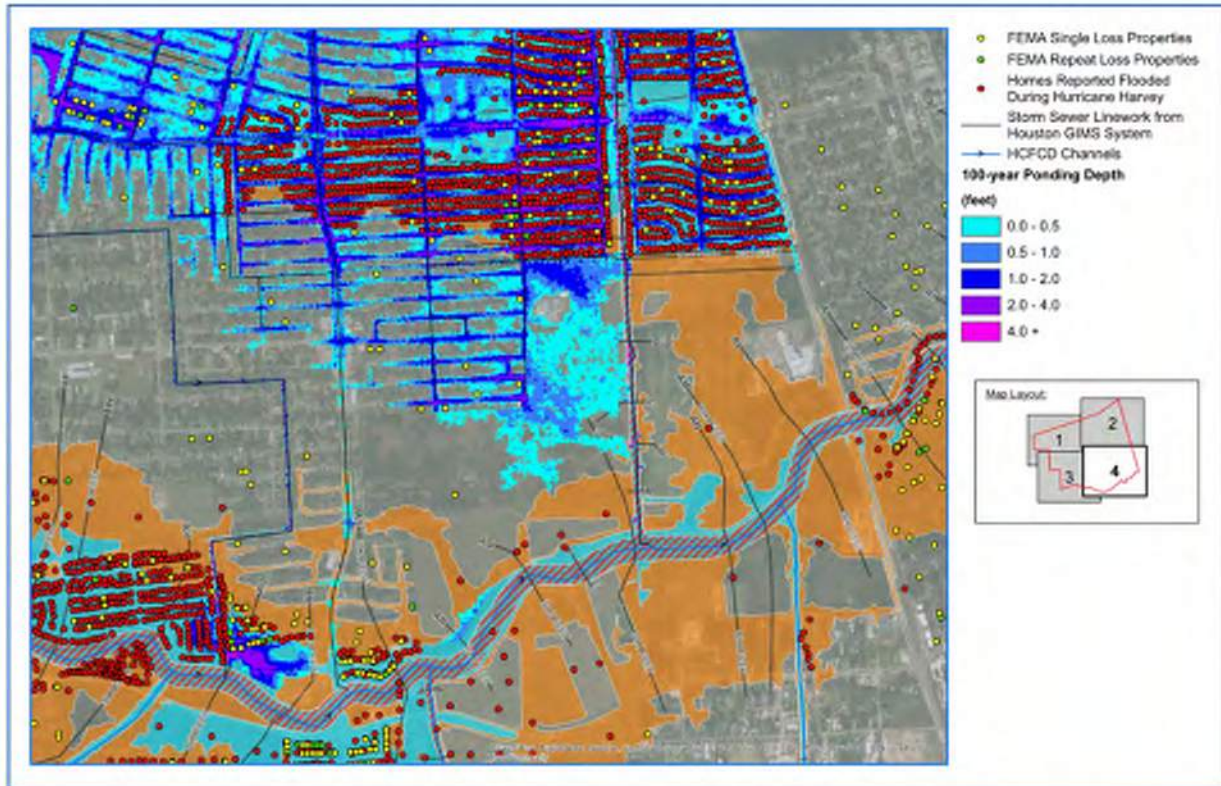 FEMA Single Loss Properties
FEMA Repeat Loss Properties
Homes Reported Flooded
During Hurricane Harvey
Storm Sewer Linework from
Houston GIMS System
HCFCD Channels
100-year Ponding Depth
(feet)
0.0 - 0.5
0.5 - 1.0
1.0 - 2.0
2.0 - 4.0
4.0 +
Map Layout:
1
2
3
4